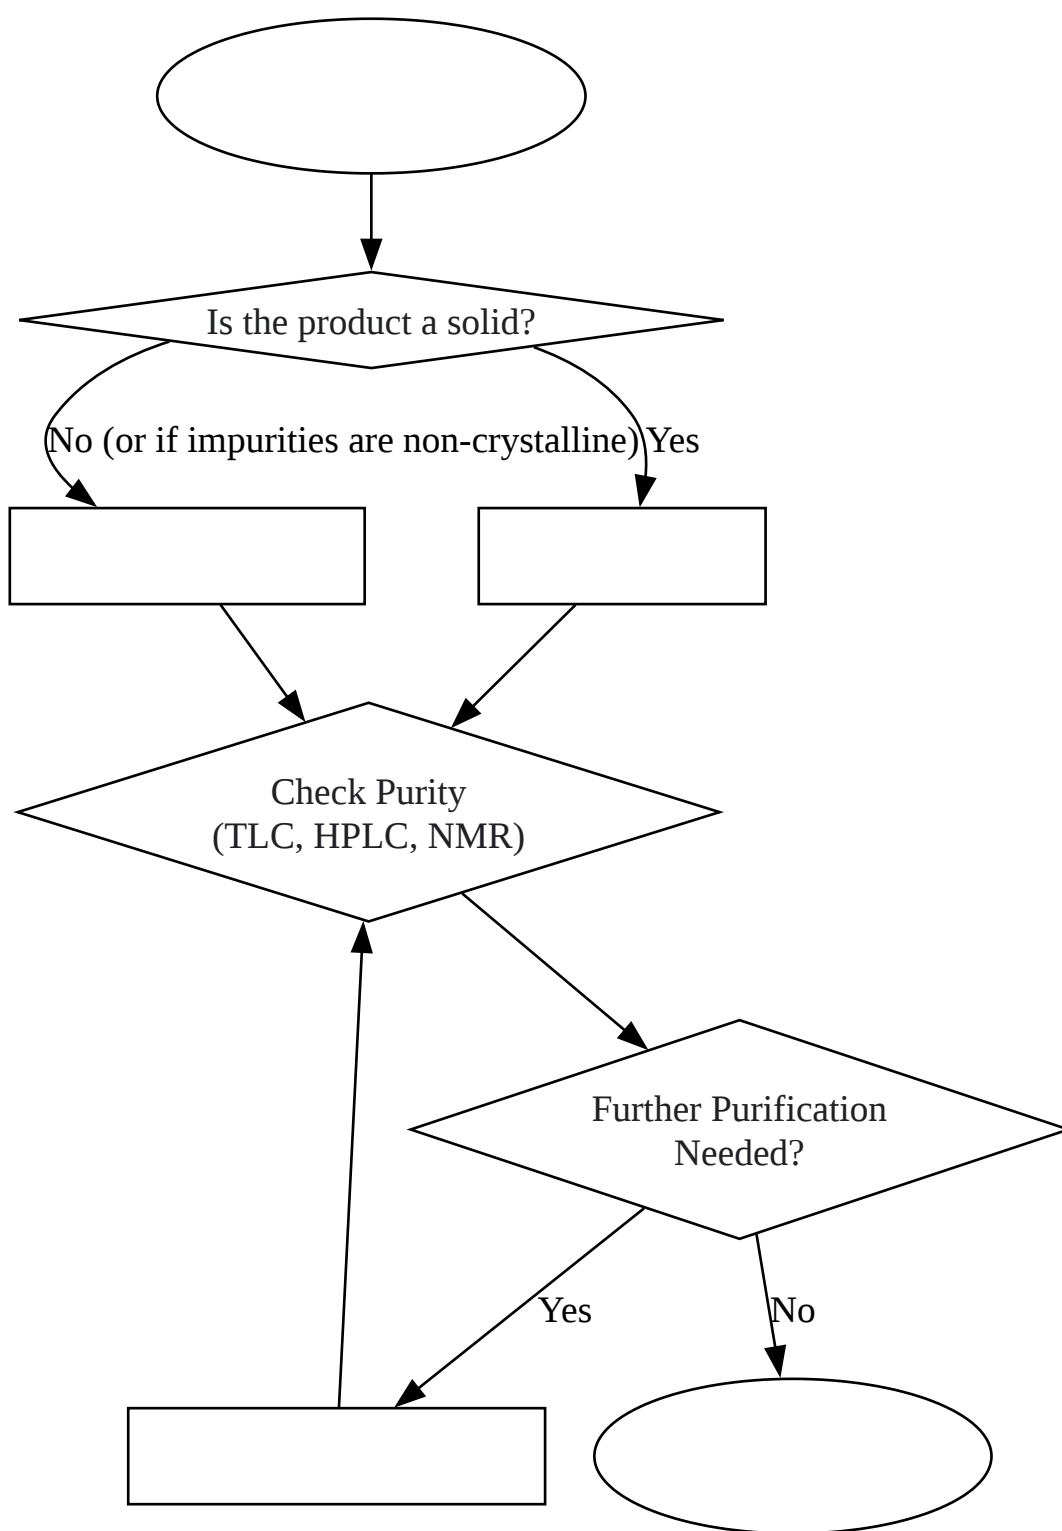 Is the product a solid?
No (or if impurities are non-crystalline)
Yes
Check Purity
(TLC, HPLC, NMR)
Further Purification
Needed?
Yes
No